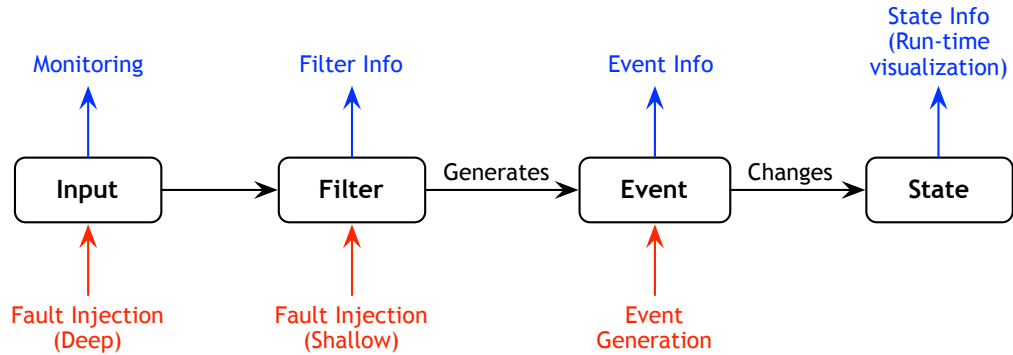 State Info
(Run-time
visualization)
Monitoring
Filter Info
Event Info
Input
Filter
Generates
Event
Changes
State
Fault Injection
(Deep)
Fault Injection
(Shallow)
Event
Generation